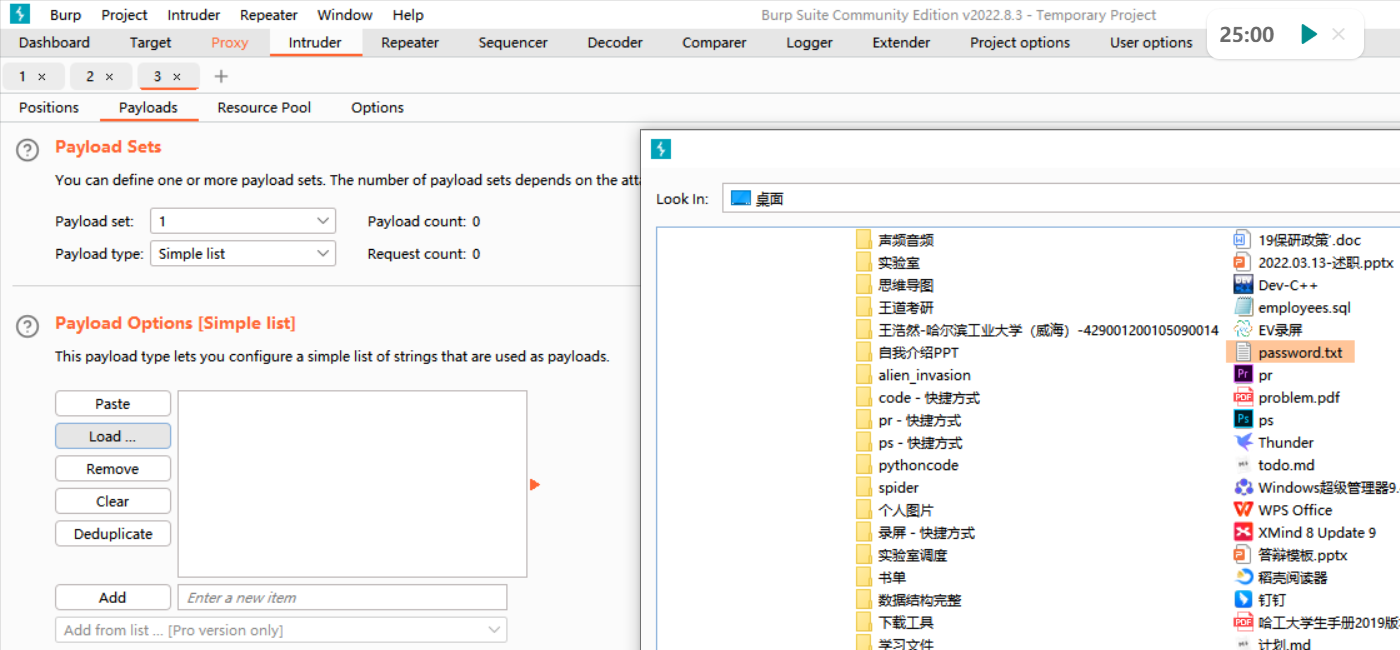 Burp Project Intruder Repeater Window Help
Burp Suite Community Edition v2022.8.3 - Temporary Project
Dashboard Target Proxy Intruder Repeater Sequencer Decoder Comparer Logger Extender Project options User options
25:00
1 × 2 × 3 × +
Positions Payloads Resource Pool Options
? Payload Sets
You can define one or more payload sets. The number of payload sets depends on the atta
Payload set: 1 Payload count: 0
Payload type: Simple list Request count: 0
? Payload Options [Simple list]
This payload type lets you configure a simple list of strings that are used as payloads.
Paste
Load ...
Remove
Clear
Deduplicate
Add Enter a new item
Add from list ... [Pro version only]
Look In: 桌面
声频音频
实验室
思维导图
王道考研
王浩然-哈尔滨工业大学（威海）-429001200105090014
自我介绍PPT
alien_invasion
code - 快捷方式
pr - 快捷方式
ps - 快捷方式
pythoncode
spider
个人图片
录屏 - 快捷方式
实验室调度
书单
数据结构完整
下载工具
学习文件
19保研政策'.doc
2022.03.13-述职.pptx
Dev-C++
employees.sql
EV录屏
password.txt
pr
problem.pdf
ps
Thunder
todo.md
Windows超级管理器9.
WPS Office
XMind 8 Update 9
答辩模板.pptx
稻壳阅读器
钉钉
哈工大学生手册2019版
计划.md